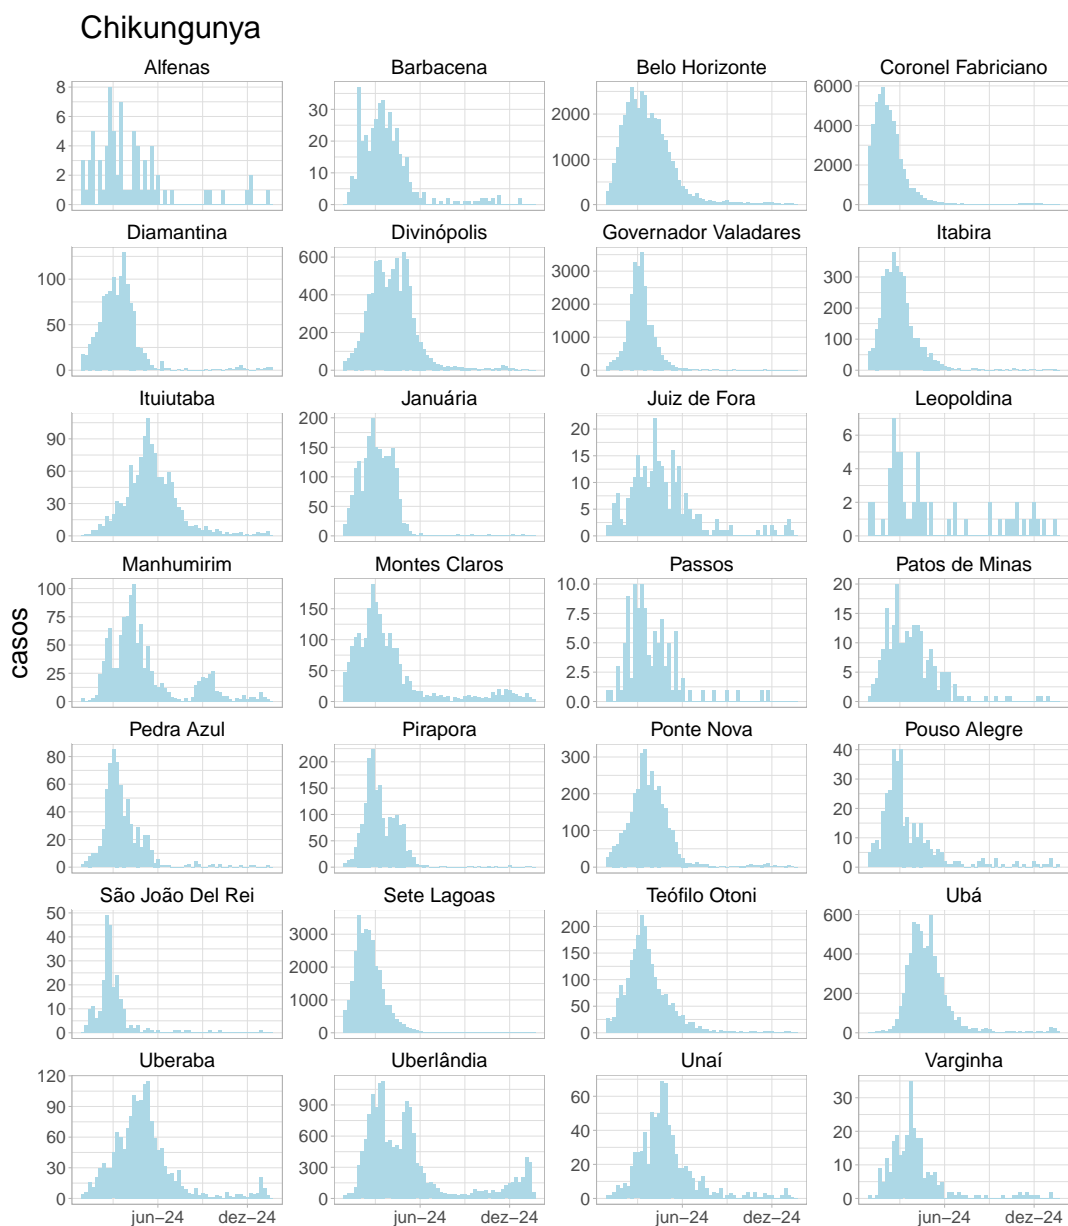 Chikungunya
Alfenas Barbacena Belo Horizonte Coronel Fabriciano
8 6 4 2 0
30 20 10 0
2000 1000 0
6000 4000 2000 0
Diamantina Divinópolis Governador Valadares Itabira
100 50 0
600 400 200 0
3000 2000 1000 0
300 200 100 0
Ituiutaba Januária Juiz de Fora Leopoldina
90 60 30 0
200 150 100 50 0
20 15 10 5 0
6 4 2 0
Manhumirim Montes Claros Passos Patos de Minas
100 75 50 25 0
150 100 50 0
10.0 7.5 5.0 2.5 0.0
20 15 10 5 0
casos
Pedra Azul Pirapora Ponte Nova Pouso Alegre
80 60 40 20 0
200 150 100 50 0
300 200 100 0
40 30 20 10 0
São João Del Rei Sete Lagoas Teófilo Otoni Ubá
50 40 30 20 10 0
3000 2000 1000 0
200 150 100 50 0
600 400 200 0
Uberaba Uberlândia Unaí Varginha
120 90 60 30 0
900 600 300 0
60 40 20 0
30 20 10 0
jun–24 dez–24 jun–24 dez–24 jun–24 dez–24 jun–24 dez–24